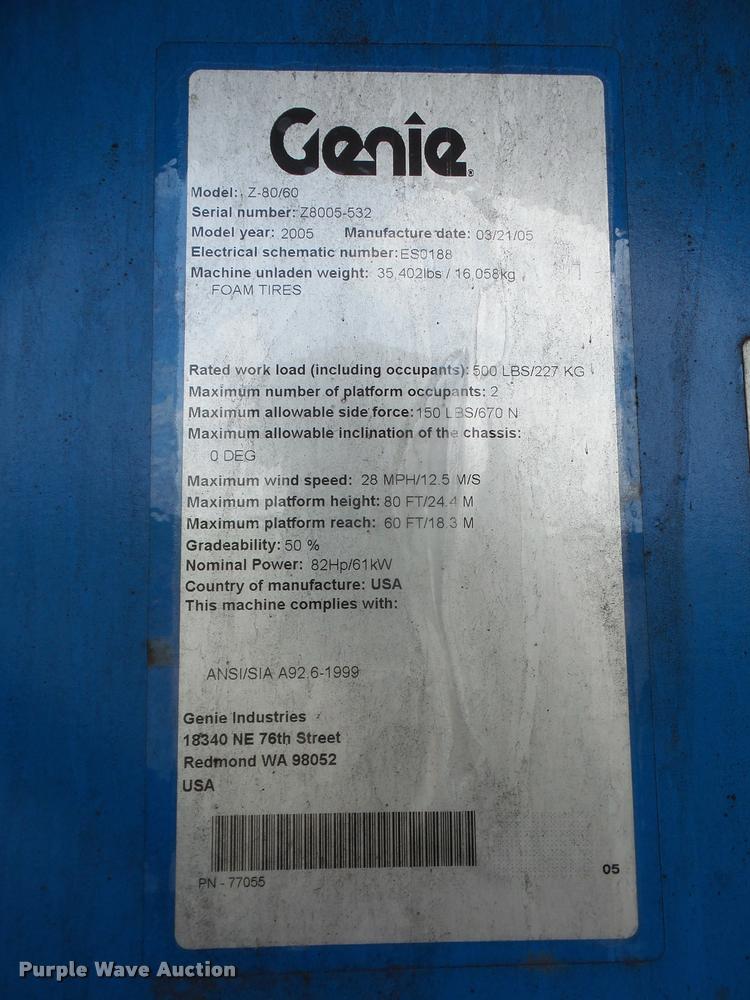 Genie
Model: Z-80/60
Serial number: Z8005-532
Model year: 2005 Manufacture date: 03/21/05
Electrical schematic number: ES0188
Machine unladen weight: 35,402lbs / 16,058kg
FOAM TIRES
Rated work load (including occupants): 500 LBS/227 KG
Maximum number of platform occupants: 2
Maximum allowable side force: 150 LBS/670 N
Maximum allowable inclination of the chassis:
0 DEG
Maximum wind speed: 28 MPH/12.5 M/S
Maximum platform height: 80 FT/24.4 M
Maximum platform reach: 60 FT/18.3 M
Gradeability: 50 %
Nominal Power: 82Hp/61kW
Country of manufacture: USA
This machine complies with:
ANSI/SIA A92.6-1999
Genie Industries
18340 NE 76th Street
Redmond WA 98052
USA
PN - 77055
05
Purple Wave Auction